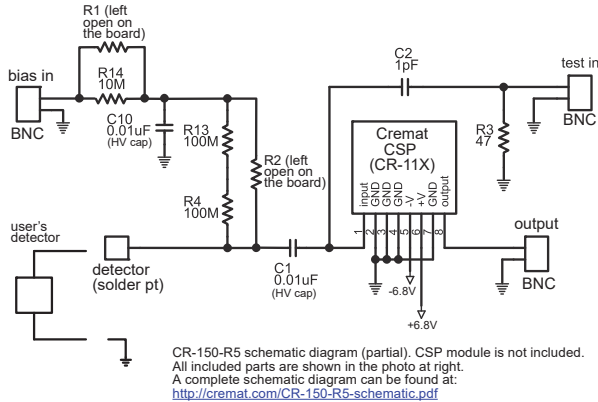 R1 (left
open on
the board)
bias in
R14
10M
BNC
C10
0.01uF
(HV cap)
R13
100M
R4
100M
R2 (left
open on
the board)
C2
1pF
test in
BNC
R3
47
Cremat
CSP
(CR-11X)
input
GND
GND
GND
-V
+V
GND
output
1
2
3
4
5
6
7
8
-6.8V
+6.8V
output
BNC
user's
detector
detector
(solder pt)
C1
0.01uF
(HV cap)
CR-150-R5 schematic diagram (partial). CSP module is not included.
All included parts are shown in the photo at right.
A complete schematic diagram can be found at:
http://cremat.com/CR-150-R5-schematic.pdf